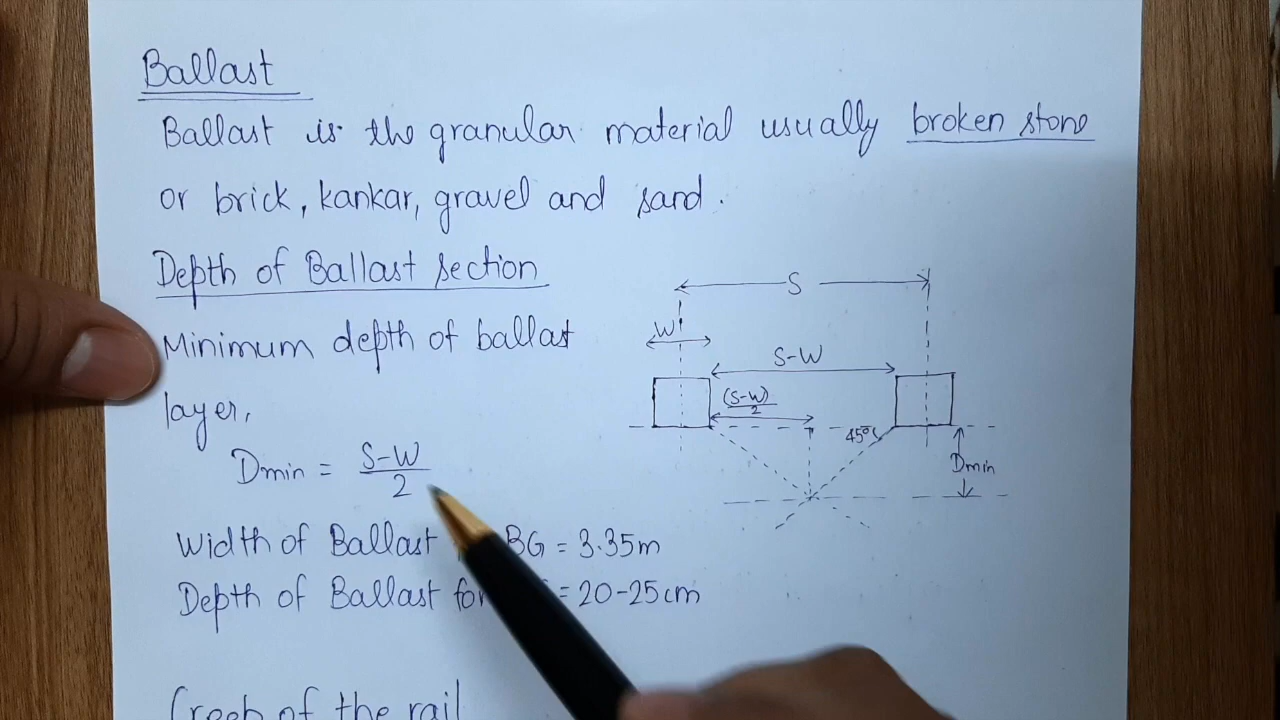 Ballast
Ballast is the granular material usually broken stone
or brick, kankar, gravel and sand.
Depth of Ballast section
Minimum depth of ballast
layer,
Dmin = S-W
2
Width of Ballast BG = 3.35m
Depth of Ballast for = 20-25cm
Creep of the rail
S
W
S-W
(S-W)
2
45°
Dmin